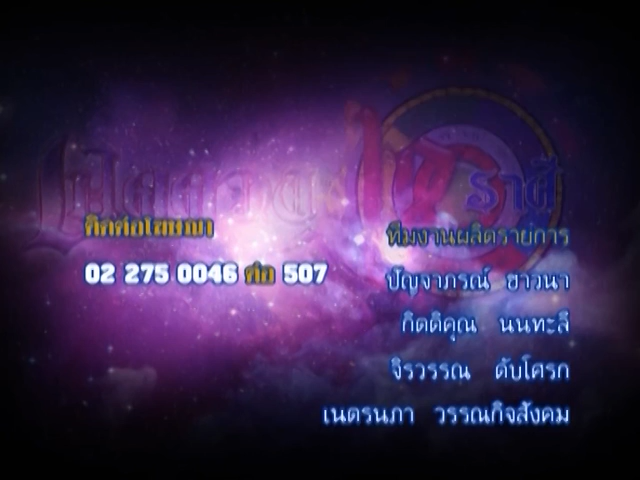 ราศี
ติดต่อโฆษณา
02 275 0046 ต่อ 507
ทีมงานผลิตรายการ
ปัญจาภรณ์ ฮาวนา
กิตติคุณ นนทะลี
จิรวรรณ ดับโศรก
เนตรนภา วรรณกิจสังคม